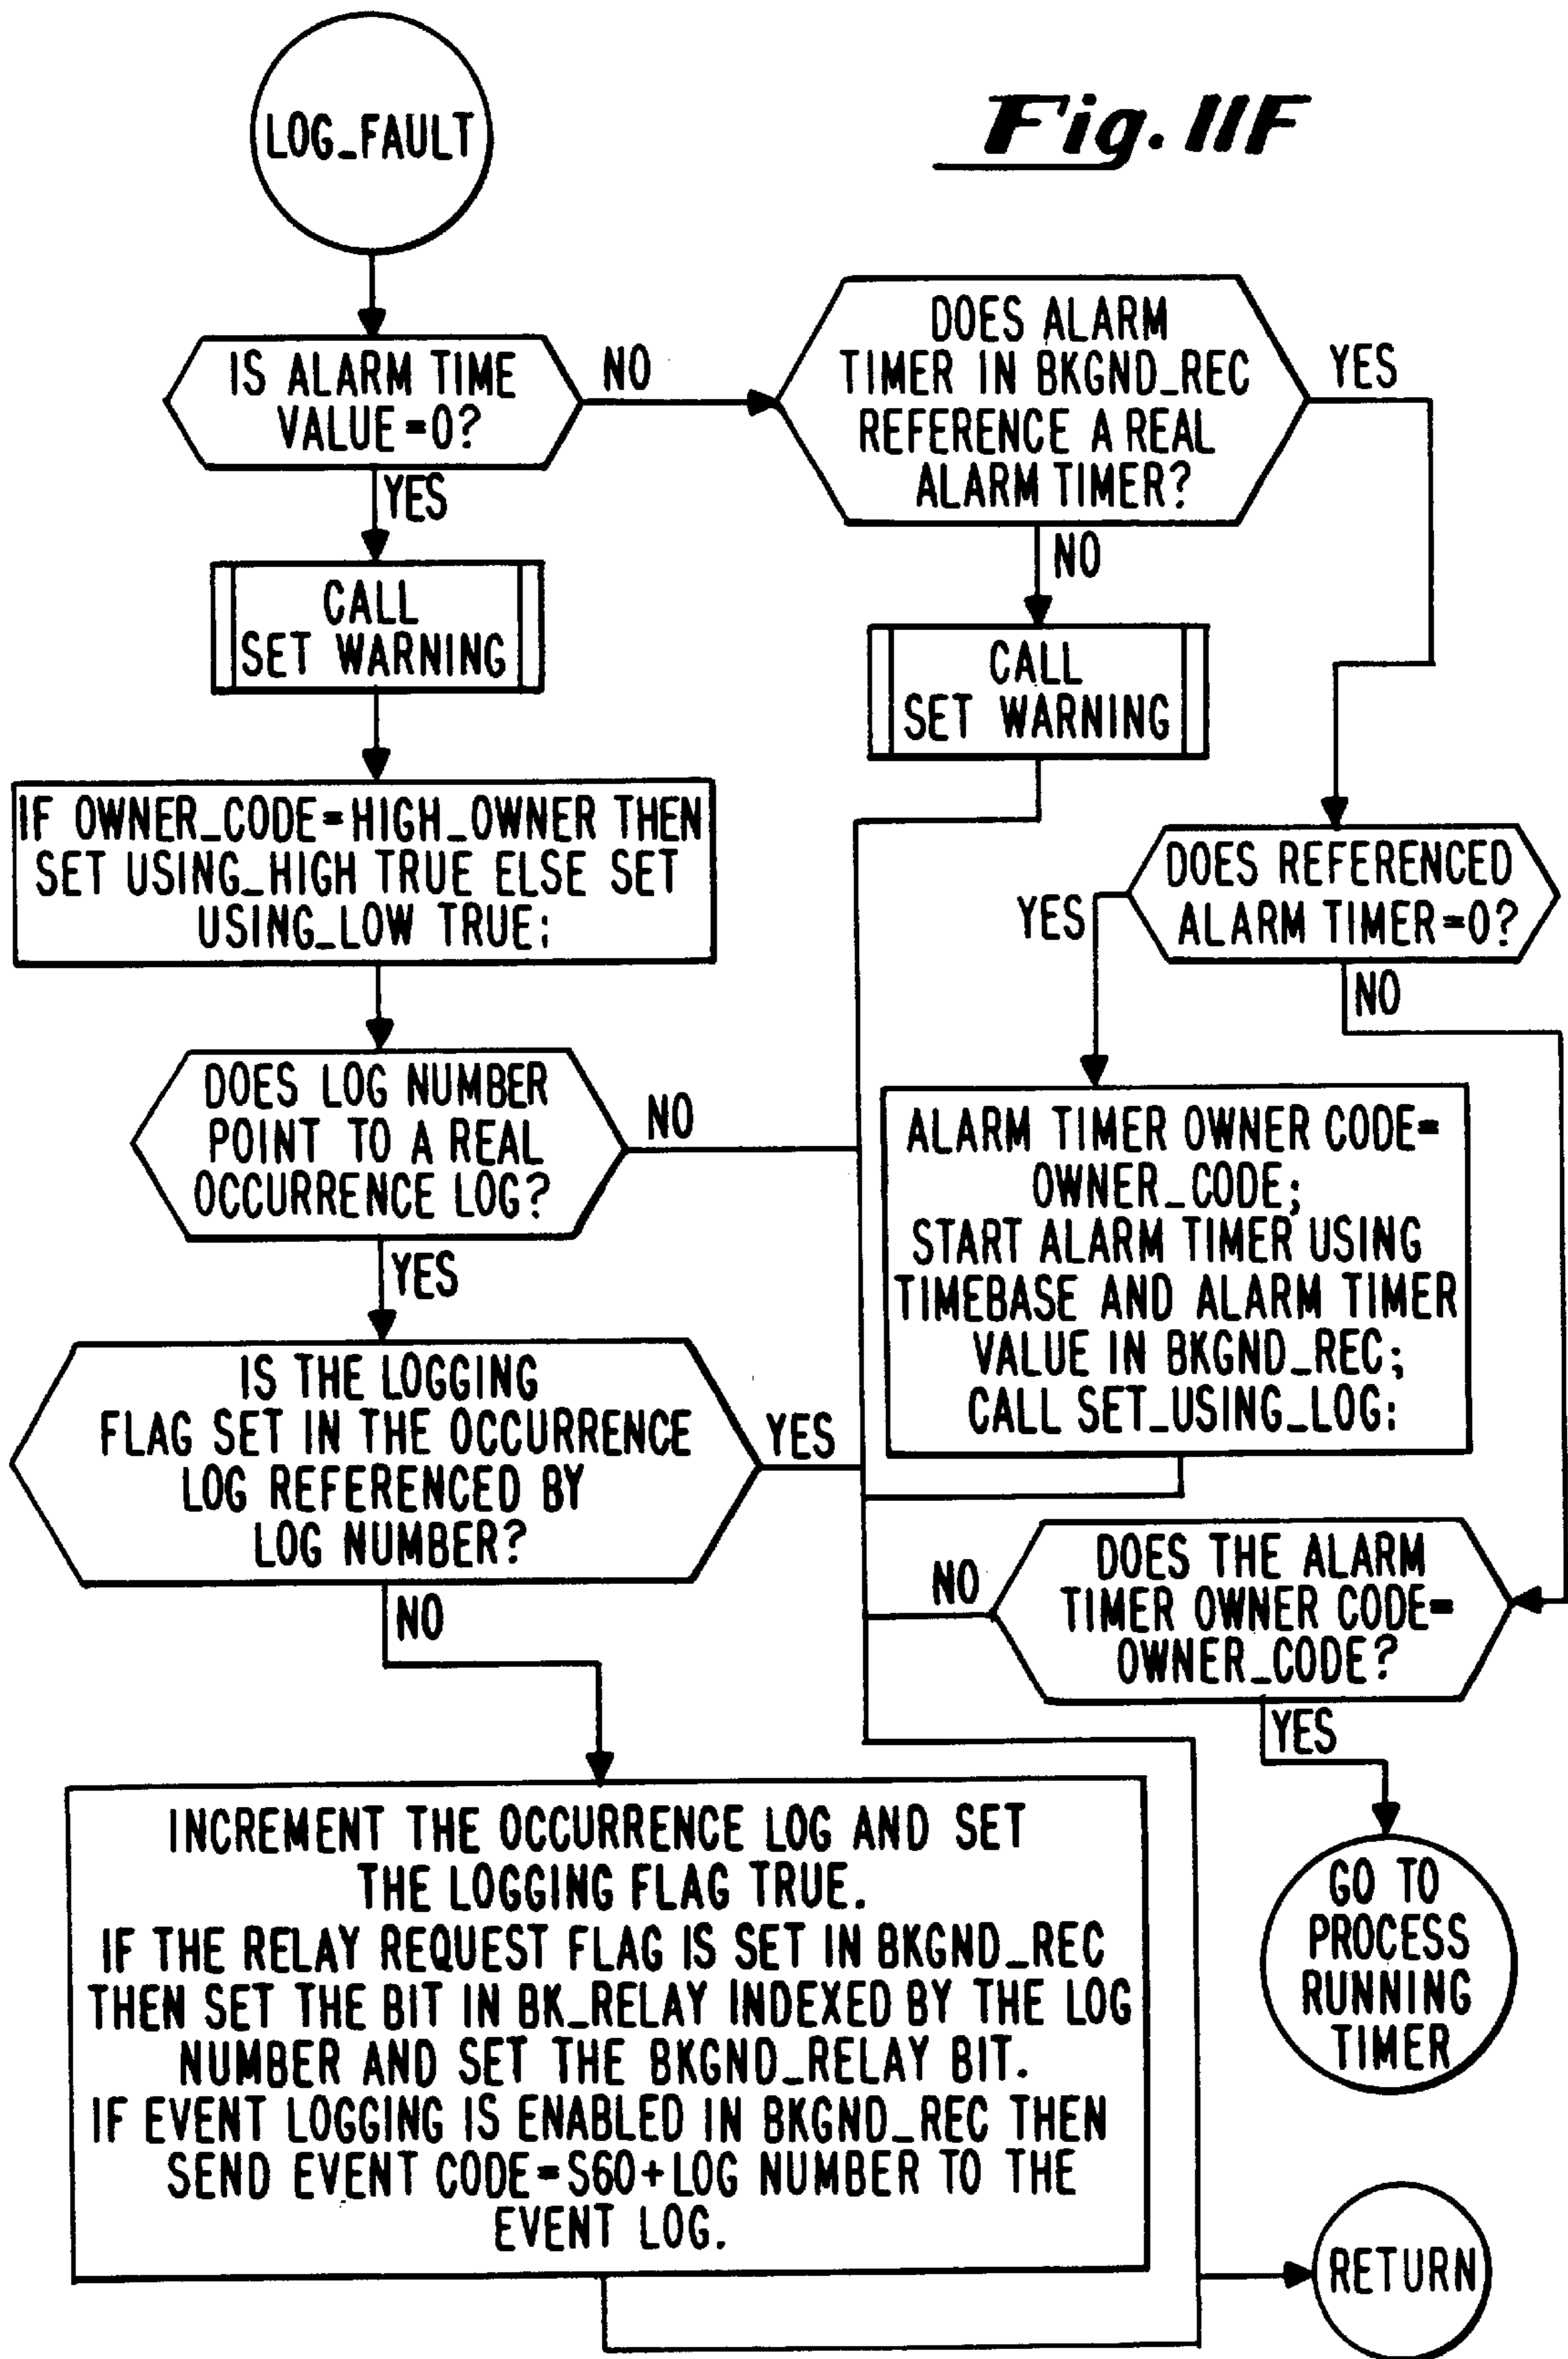 LOG_FAULT
Fig. 11F
IS ALARM TIME
VALUE=0?
NO
YES
DOES ALARM
TIMER IN BKGND_REC
REFERENCE A REAL
ALARM TIMER?
YES
NO
CALL
SET WARNING
CALL
SET WARNING
IF OWNER_CODE=HIGH_OWNER THEN
SET USING_HIGH TRUE ELSE SET
USING_LOW TRUE;
DOES REFERENCED
ALARM TIMER=0?
YES
NO
DOES LOG NUMBER
POINT TO A REAL
OCCURRENCE LOG?
NO
YES
ALARM TIMER OWNER CODE=
OWNER_CODE;
START ALARM TIMER USING
TIMEBASE AND ALARM TIMER
VALUE IN BKGND_REC;
CALL SET_USING_LOG:
IS THE LOGGING
FLAG SET IN THE OCCURRENCE
LOG REFERENCED BY
LOG NUMBER?
YES
NO
DOES THE ALARM
TIMER OWNER CODE=
OWNER_CODE?
NO
YES
INCREMENT THE OCCURRENCE LOG AND SET
THE LOGGING FLAG TRUE.
IF THE RELAY REQUEST FLAG IS SET IN BKGND_REC
THEN SET THE BIT IN BK_RELAY INDEXED BY THE LOG
NUMBER AND SET THE BKGND_RELAY BIT.
IF EVENT LOGGING IS ENABLED IN BKGND_REC THEN
SEND EVENT CODE=S60+LOG NUMBER TO THE
EVENT LOG.
GO TO
PROCESS
RUNNING
TIMER
RETURN